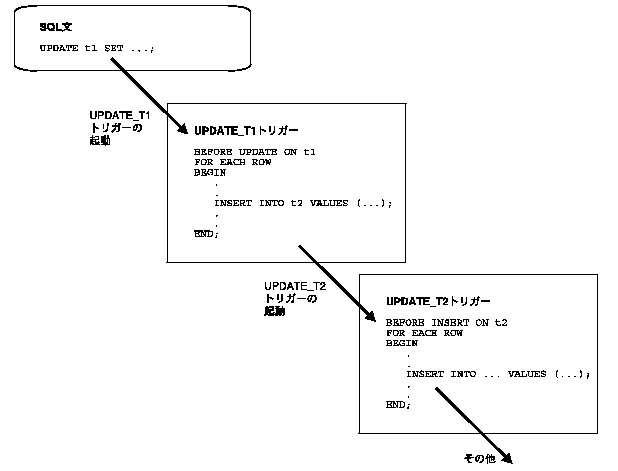 SQL文
UPDATE t1 SET ...;
UPDATE_T1
トリガーの
起動
UPDATE_T1トリガー
BEFORE UPDATE ON t1
FOR EACH ROW
BEGIN
.
.
INSERT INTO t2 VALUES (...);
.
.
END;
UPDATE_T2
トリガーの
起動
UPDATE_T2トリガー
BEFORE INSERT ON t2
FOR EACH ROW
BEGIN
.
.
INSERT INTO ... VALUES (...);
.
.
END;
その他